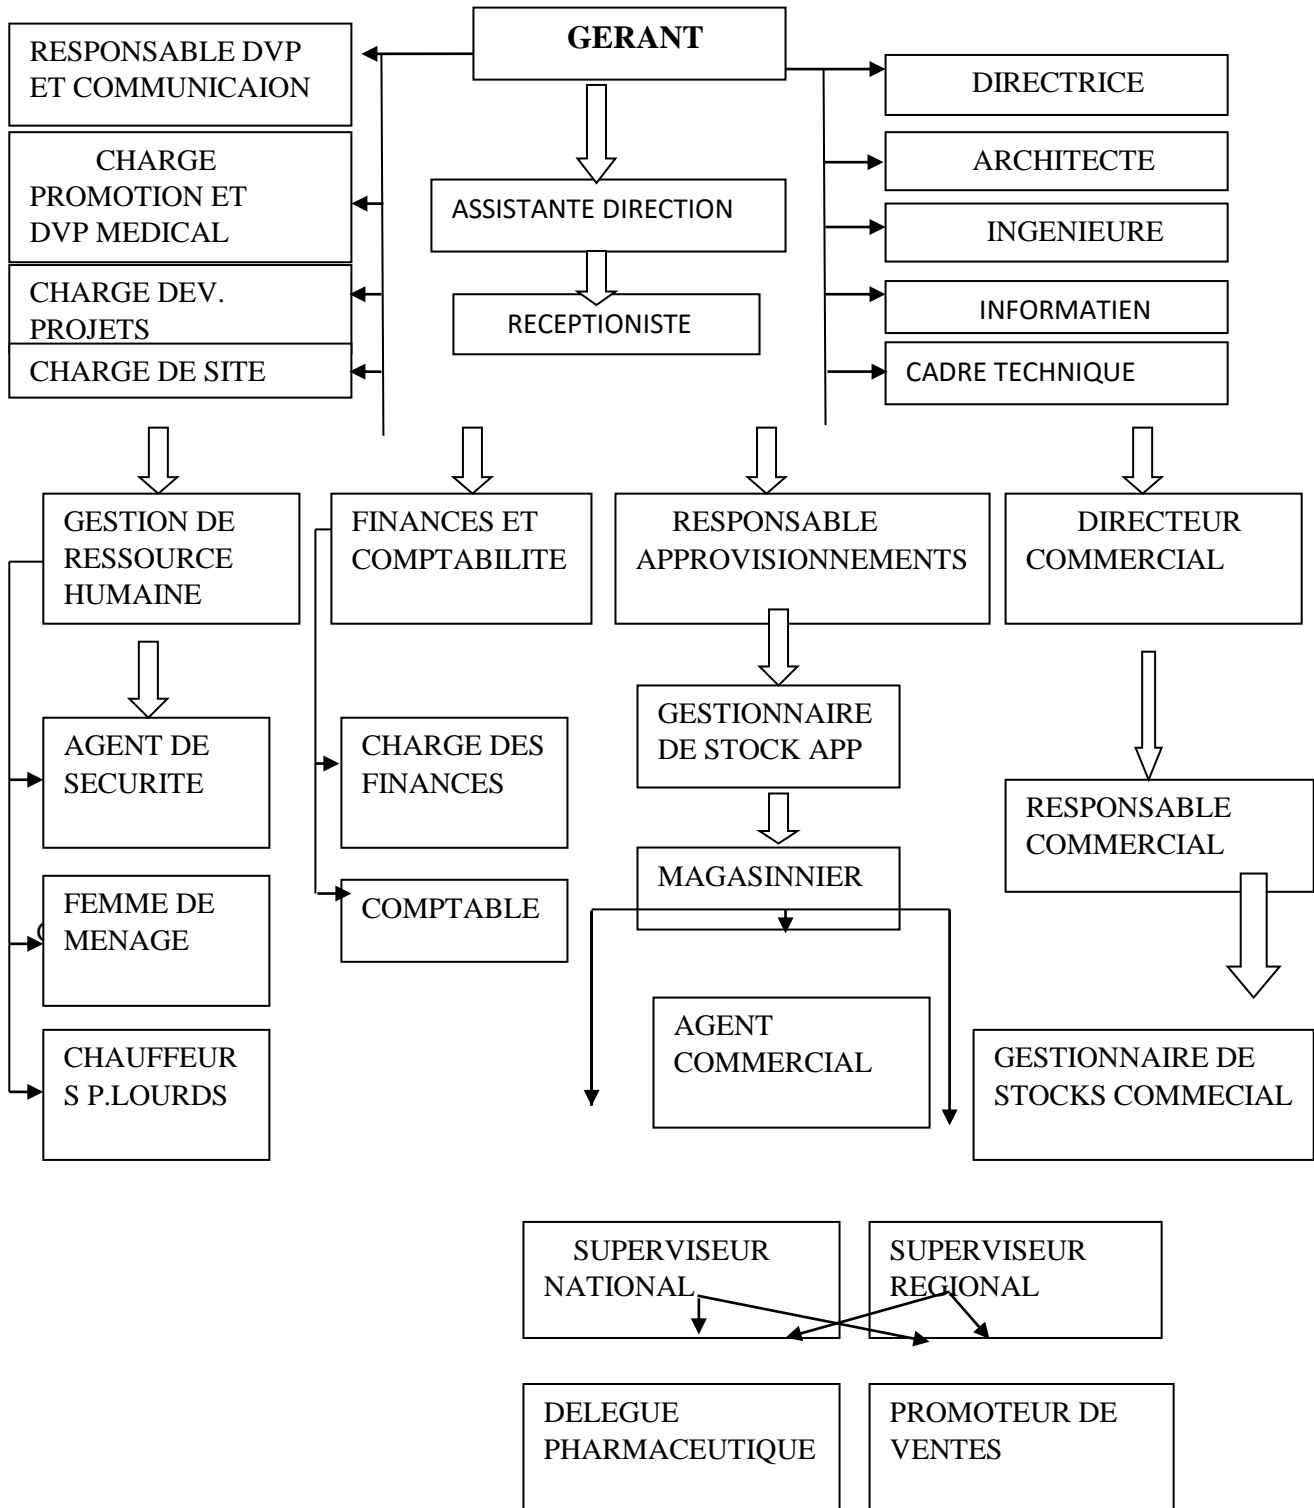 GERANT
RESPONSABLE DVP
ET COMMUNICAION
CHARGE
PROMOTION ET
DVP MEDICAL
CHARGE DEV.
PROJETS
CHARGE DE SITE
ASSISTANTE DIRECTION
RECEPTIONISTE
DIRECTRICE
ARCHITECTE
INGENIEURE
INFORMATIEN
CADRE TECHNIQUE
GESTION DE
RESSOURCE
HUMAINE
FINANCES ET
COMPTABILITE
RESPONSABLE
APPROVISIONNEMENTS
DIRECTEUR
COMMERCIAL
AGENT DE
SECURITE
FEMME DE
MENAGE
CHAUFFEUR
S P.LOURDS
CHARGE DES
FINANCES
COMPTABLE
GESTIONNAIRE
DE STOCK APP
MAGASINNIER
AGENT
COMMERCIAL
RESPONSABLE
COMMERCIAL
GESTIONNAIRE DE
STOCKS COMMECIAL
SUPERVISEUR
NATIONAL
SUPERVISEUR
REGIONAL
DELEGUE
PHARMACEUTIQUE
PROMOTEUR DE
VENTES